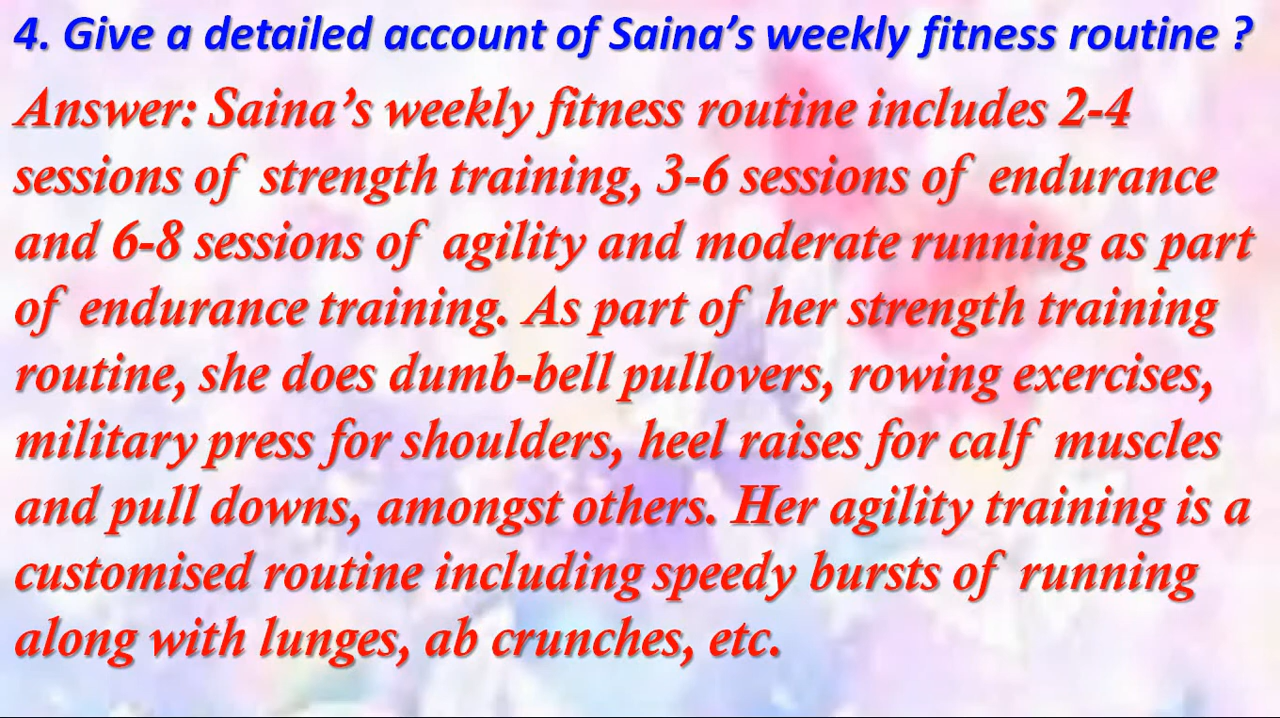 4. Give a detailed account of Saina's weekly fitness routine ?
Answer: Saina's weekly fitness routine includes 2-4
sessions of strength training, 3-6 sessions of endurance
and 6-8 sessions of agility and moderate running as part
of endurance training. As part of her strength training
routine, she does dumb-bell pullovers, rowing exercises,
military press for shoulders, heel raises for calf muscles
and pull downs, amongst others. Her agility training is a
customised routine including speedy bursts of running
along with lunges, ab crunches, etc.